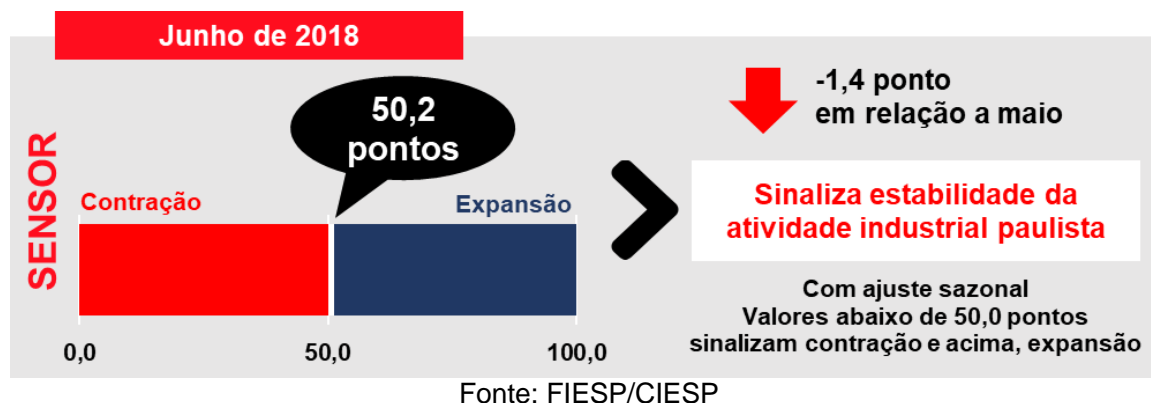 Junho de 2018
SENSOR
50,2
pontos
Contração
Expansão
0,0
50,0
100,0
-1,4 ponto
em relação a maio
Sinaliza estabilidade da
atividade industrial paulista
Com ajuste sazonal
Valores abaixo de 50,0 pontos
sinalizam contração e acima, expansão
Fonte: FIESP/CIESP